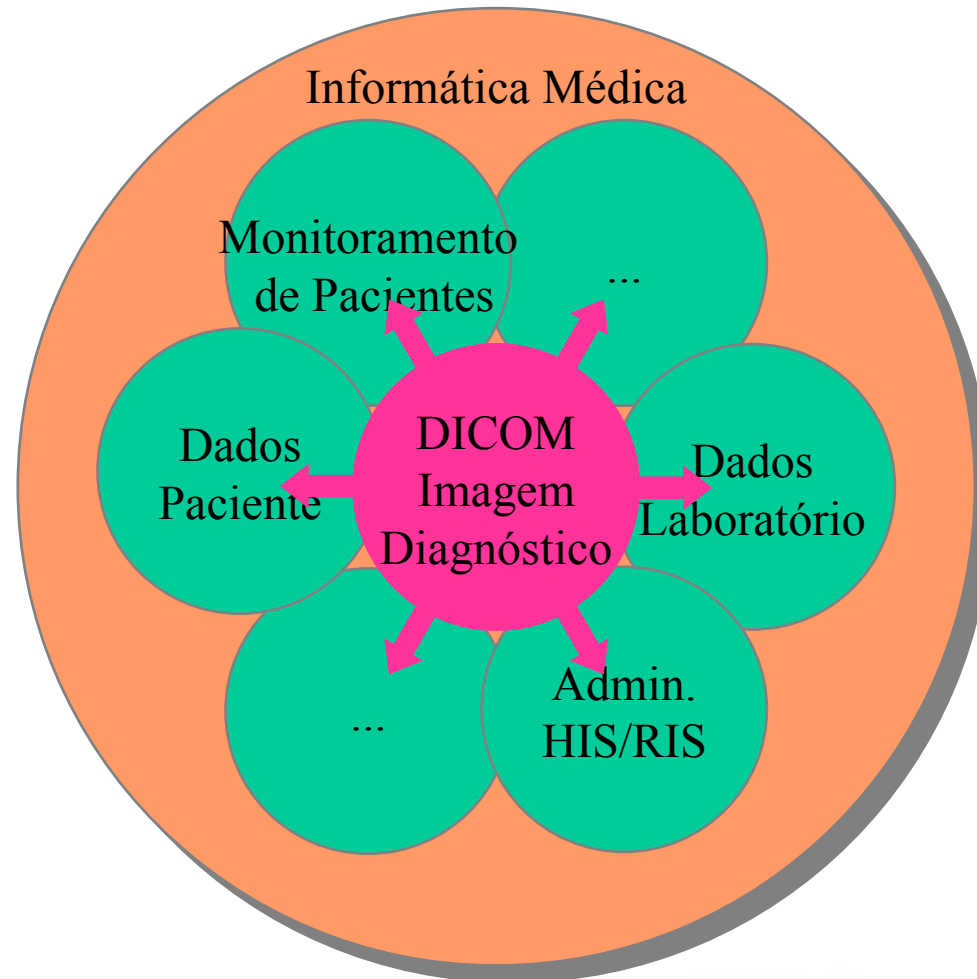 Informática Médica
Monitoramento
de Pacientes
...
Dados
Paciente
DICOM
Imagem
Diagnóstico
Dados
Laboratório
...
Admin.
HIS/RIS